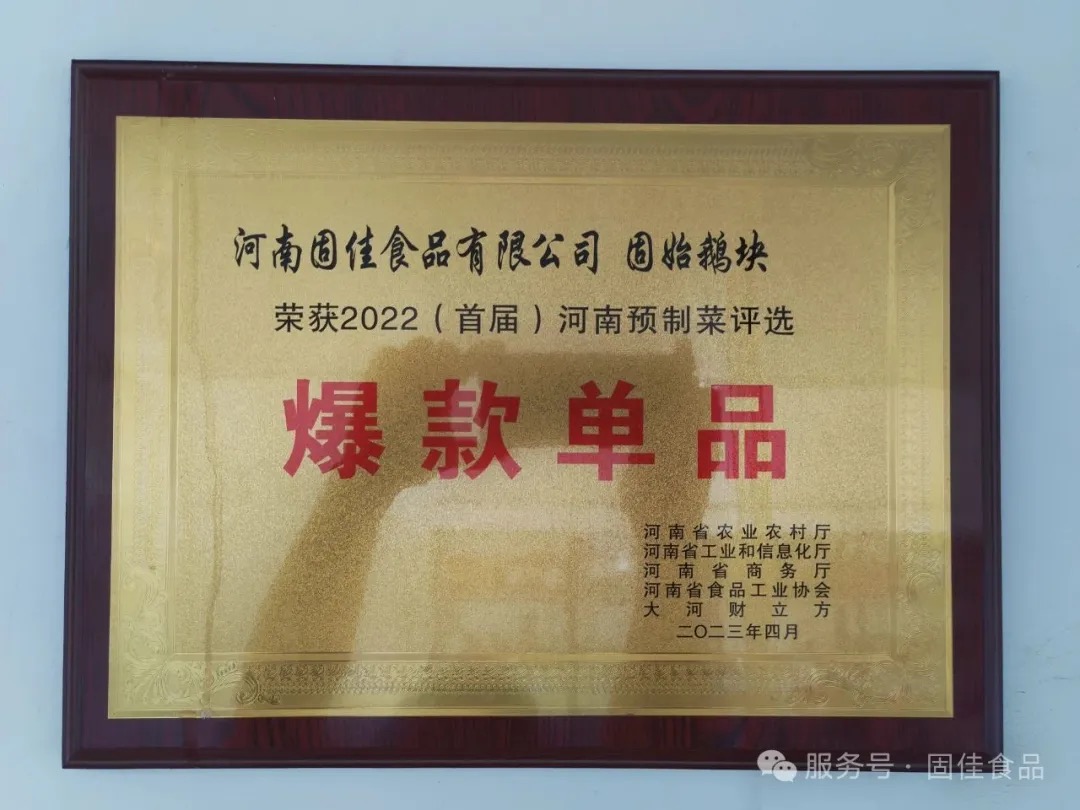 河南固佳食品有限公司 固始鹅块
荣获2022（首届）河南预制菜评选
爆款单品
河南省农业农村厅
河南省工业和信息化厅
河南省商务厅
河南省食品工业协会
大河财立方
二〇二三年四月
服务号·固佳食品